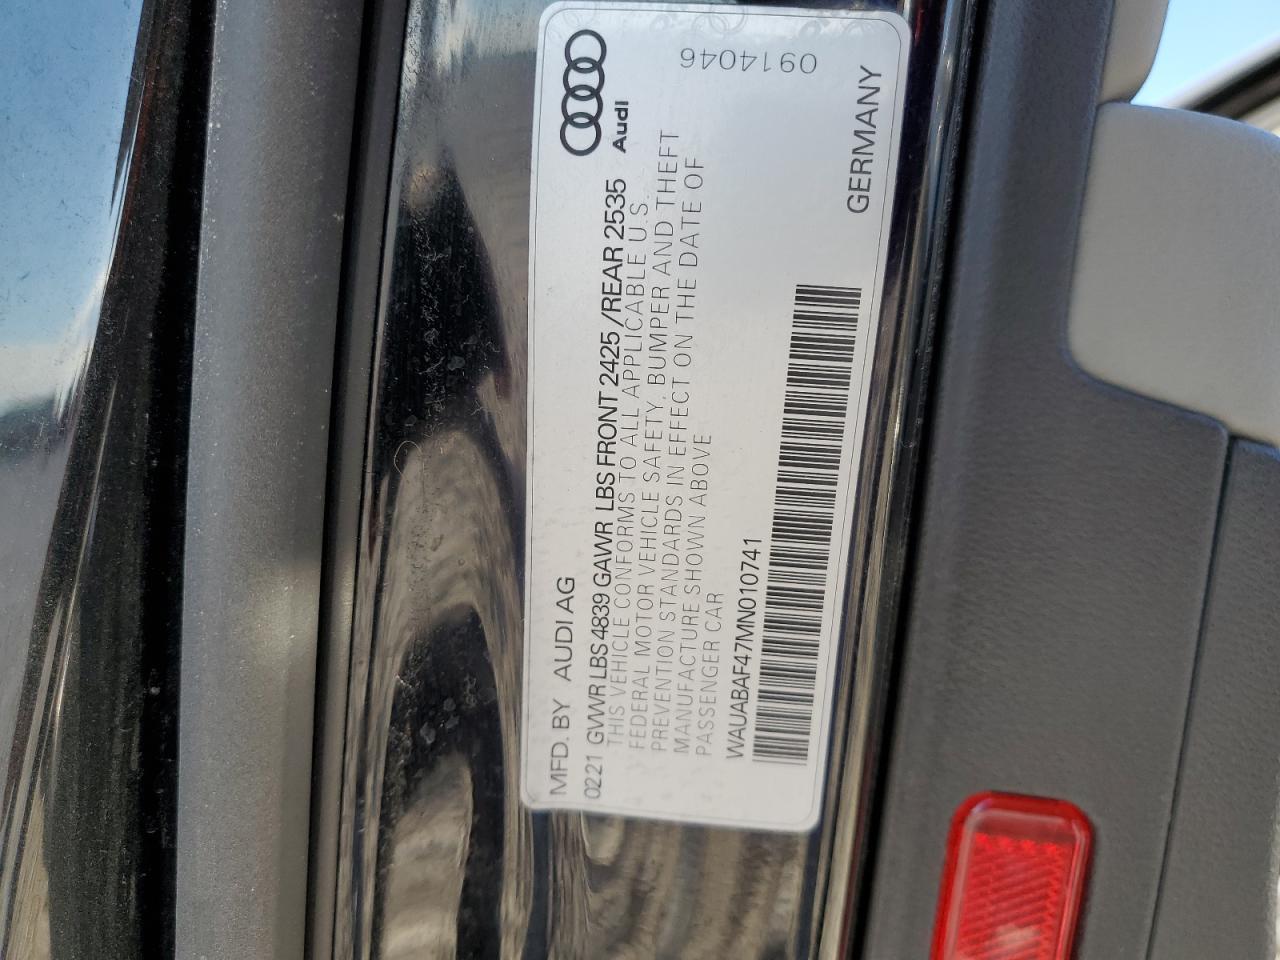 MFD. BY AUDI AG
Audi
0221 GVWR LBS 4839 GAWR LBS FRONT 2425 /REAR 2535
THIS VEHICLE CONFORMS TO ALL APPLICABLE U.S.
FEDERAL MOTOR VEHICLE SAFETY, BUMPER AND THEFT
PREVENTION STANDARDS IN EFFECT ON THE DATE OF
MANUFACTURE SHOWN ABOVE
PASSENGER CAR
WAUABAF47MN010741
GERMANY
0914046